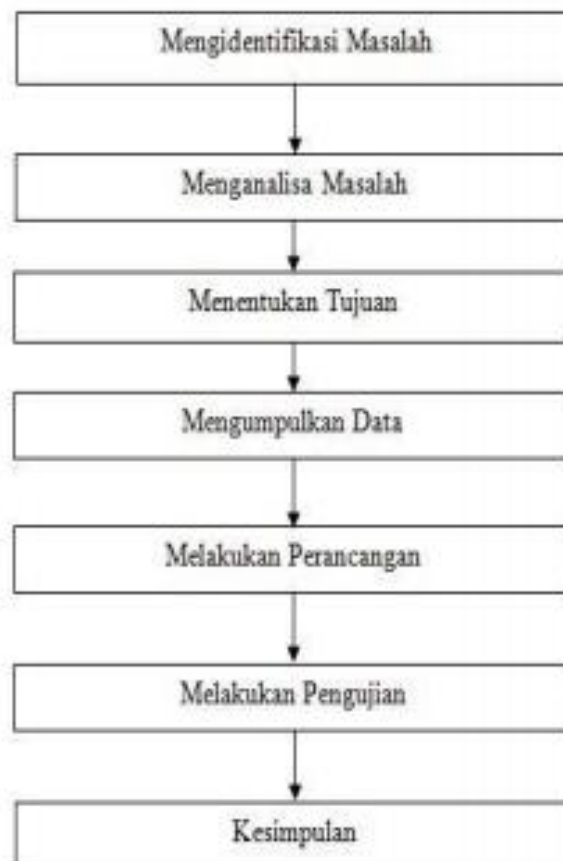 Mengidentifikasi Masalah
Menganalisa Masalah
Menentukan Tujuan
Mengumpulkan Data
Melakukan Perancangan
Melakukan Pengujian
Kesimpulan